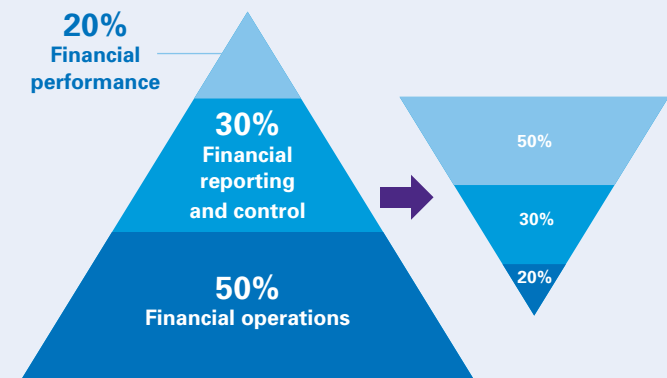 20%
Financial
performance
30%
Financial
reporting
and control
50%
Financial operations
50%
30%
20%